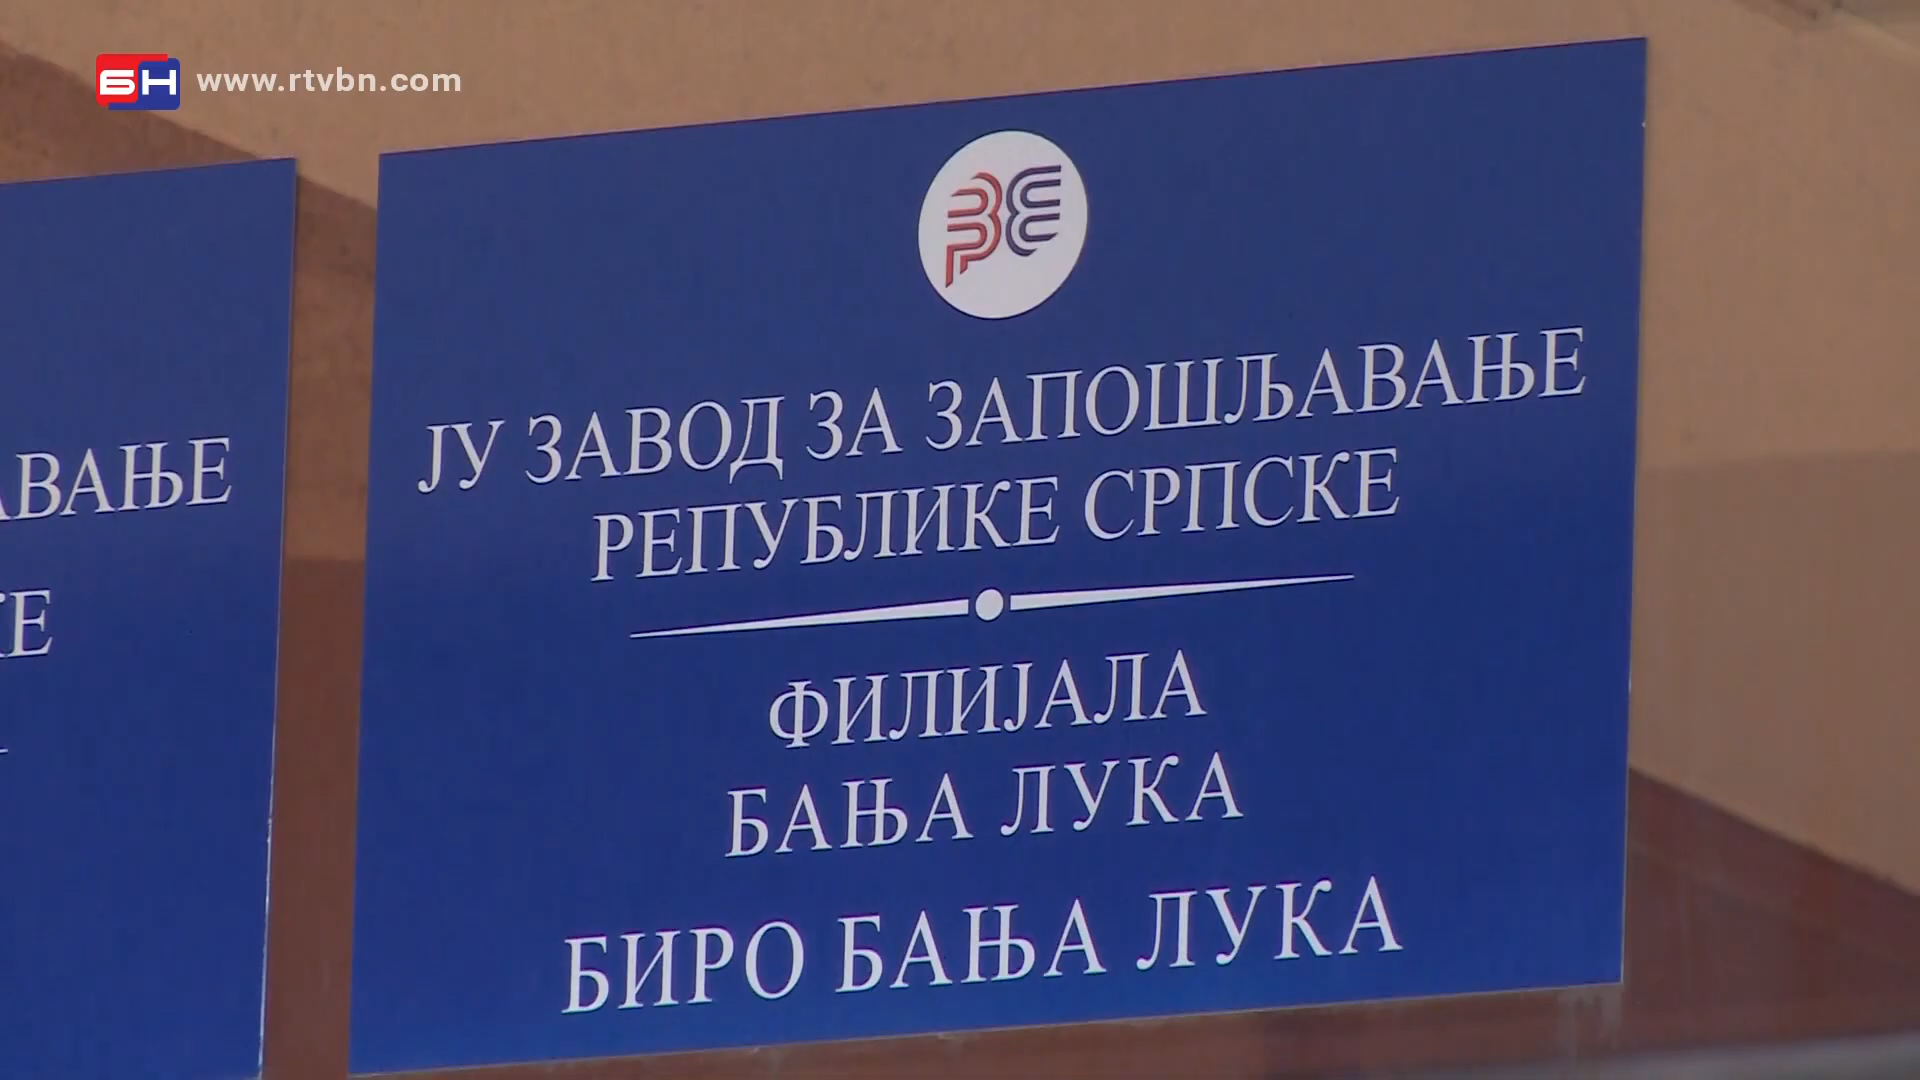 БН www.rtvbn.com
ЈУ ЗАВОД ЗА ЗАПОШЉАВАЊЕ
РЕПУБЛИКЕ СРПСКЕ
ФИЛИЈАЛА
БАЊА ЛУКА
БИРО БАЊА ЛУКА